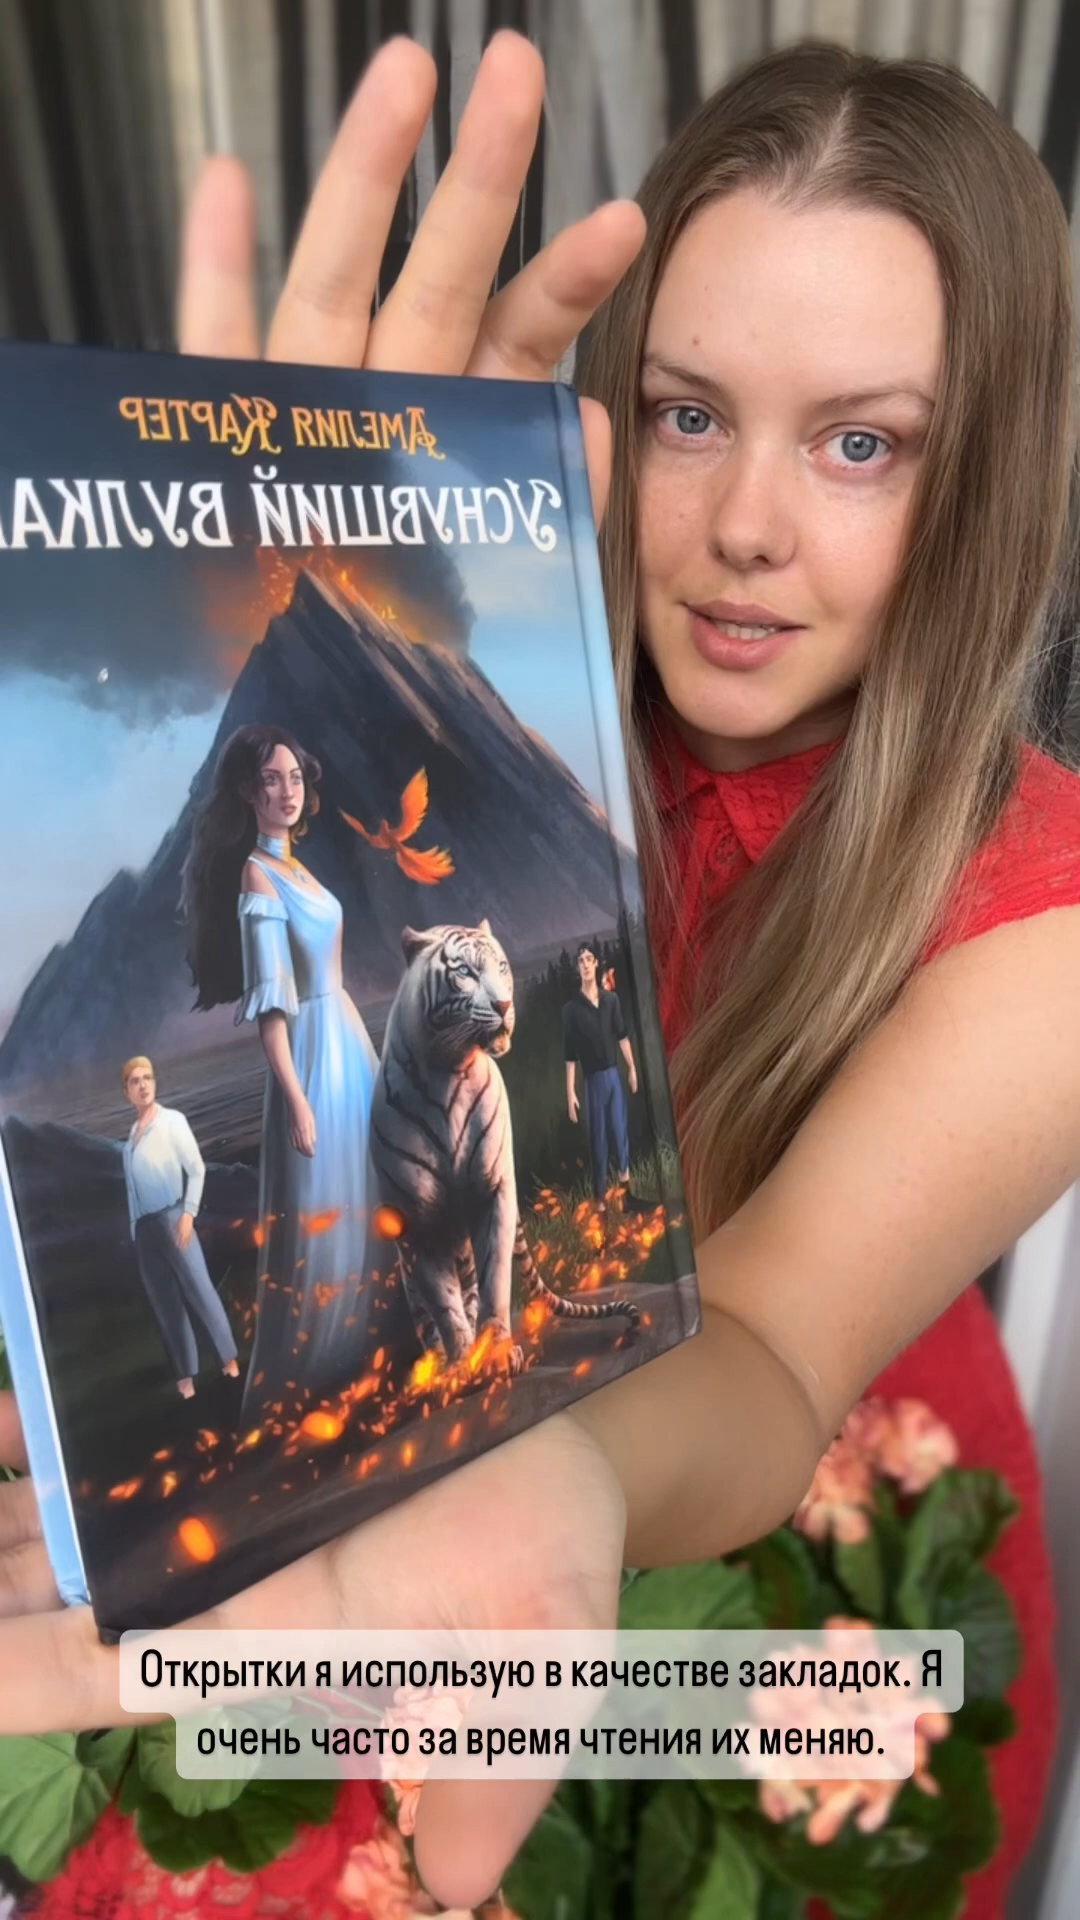 Амелия Картер
Уснувший вулка
Открытки я использую в качестве закладок. Я
очень часто за время чтения их меняю.